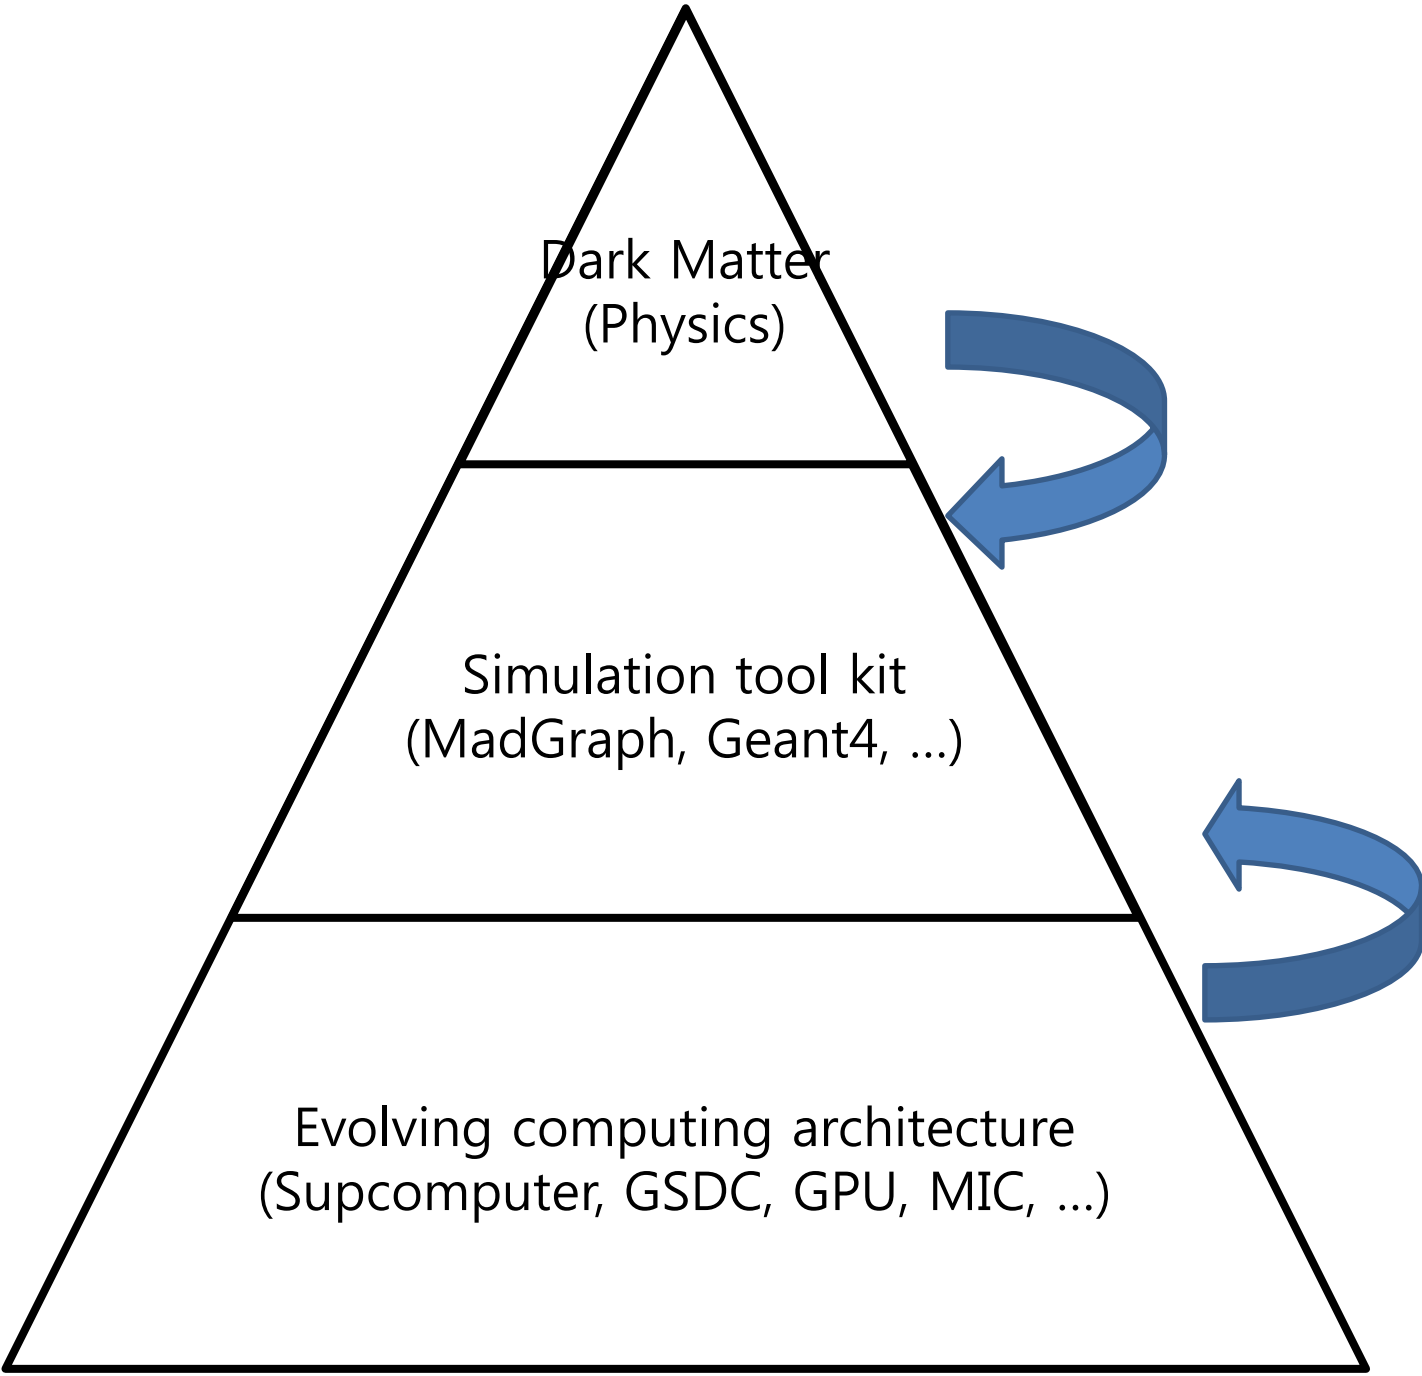 Dark Matter
(Physics)
Simulation tool kit
(MadGraph, Geant4, ...)
Evolving computing architecture
(Supcomputer, GSDC, GPU, MIC, ...)